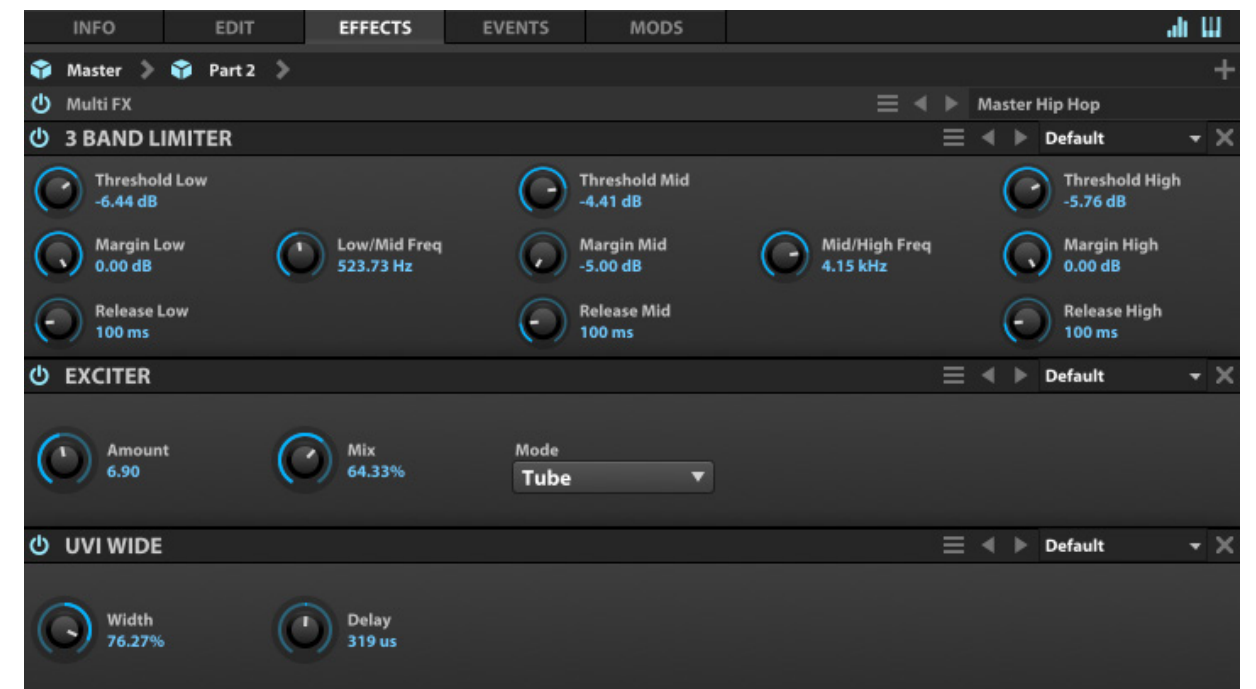 INFO EDIT EFFECTS EVENTS MODS
Master Part 2
Multi FX Master Hip Hop
3 BAND LIMITER Default
Threshold Low Threshold Mid Threshold High
-6.44 dB -4.41 dB -5.76 dB
Margin Low Low/Mid Freq Margin Mid Mid/High Freq Margin High
0.00 dB 523.73 Hz -5.00 dB 4.15 kHz 0.00 dB
Release Low Release Mid Release High
100 ms 100 ms 100 ms
EXCITER Default
Amount Mix Mode
6.90 64.33% Tube
UVI WIDE Default
Width Delay
76.27% 319 us